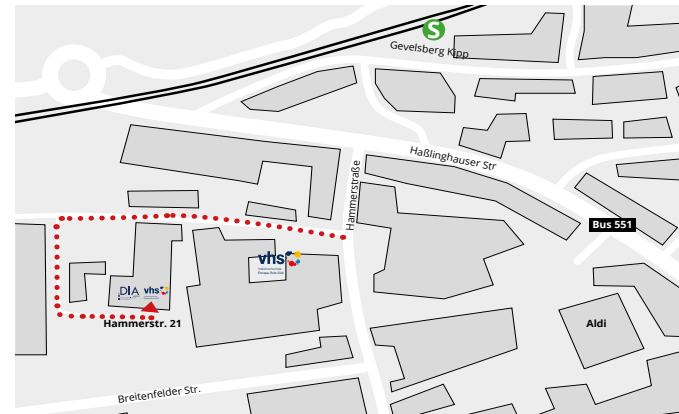 S
Gevelsberg Kipp
Haßlinghauser Str
Hammerstraße
Bus 551
vhs
DIA
vhs
Hammerstr. 21
Aldi
Breitenfelder Str.